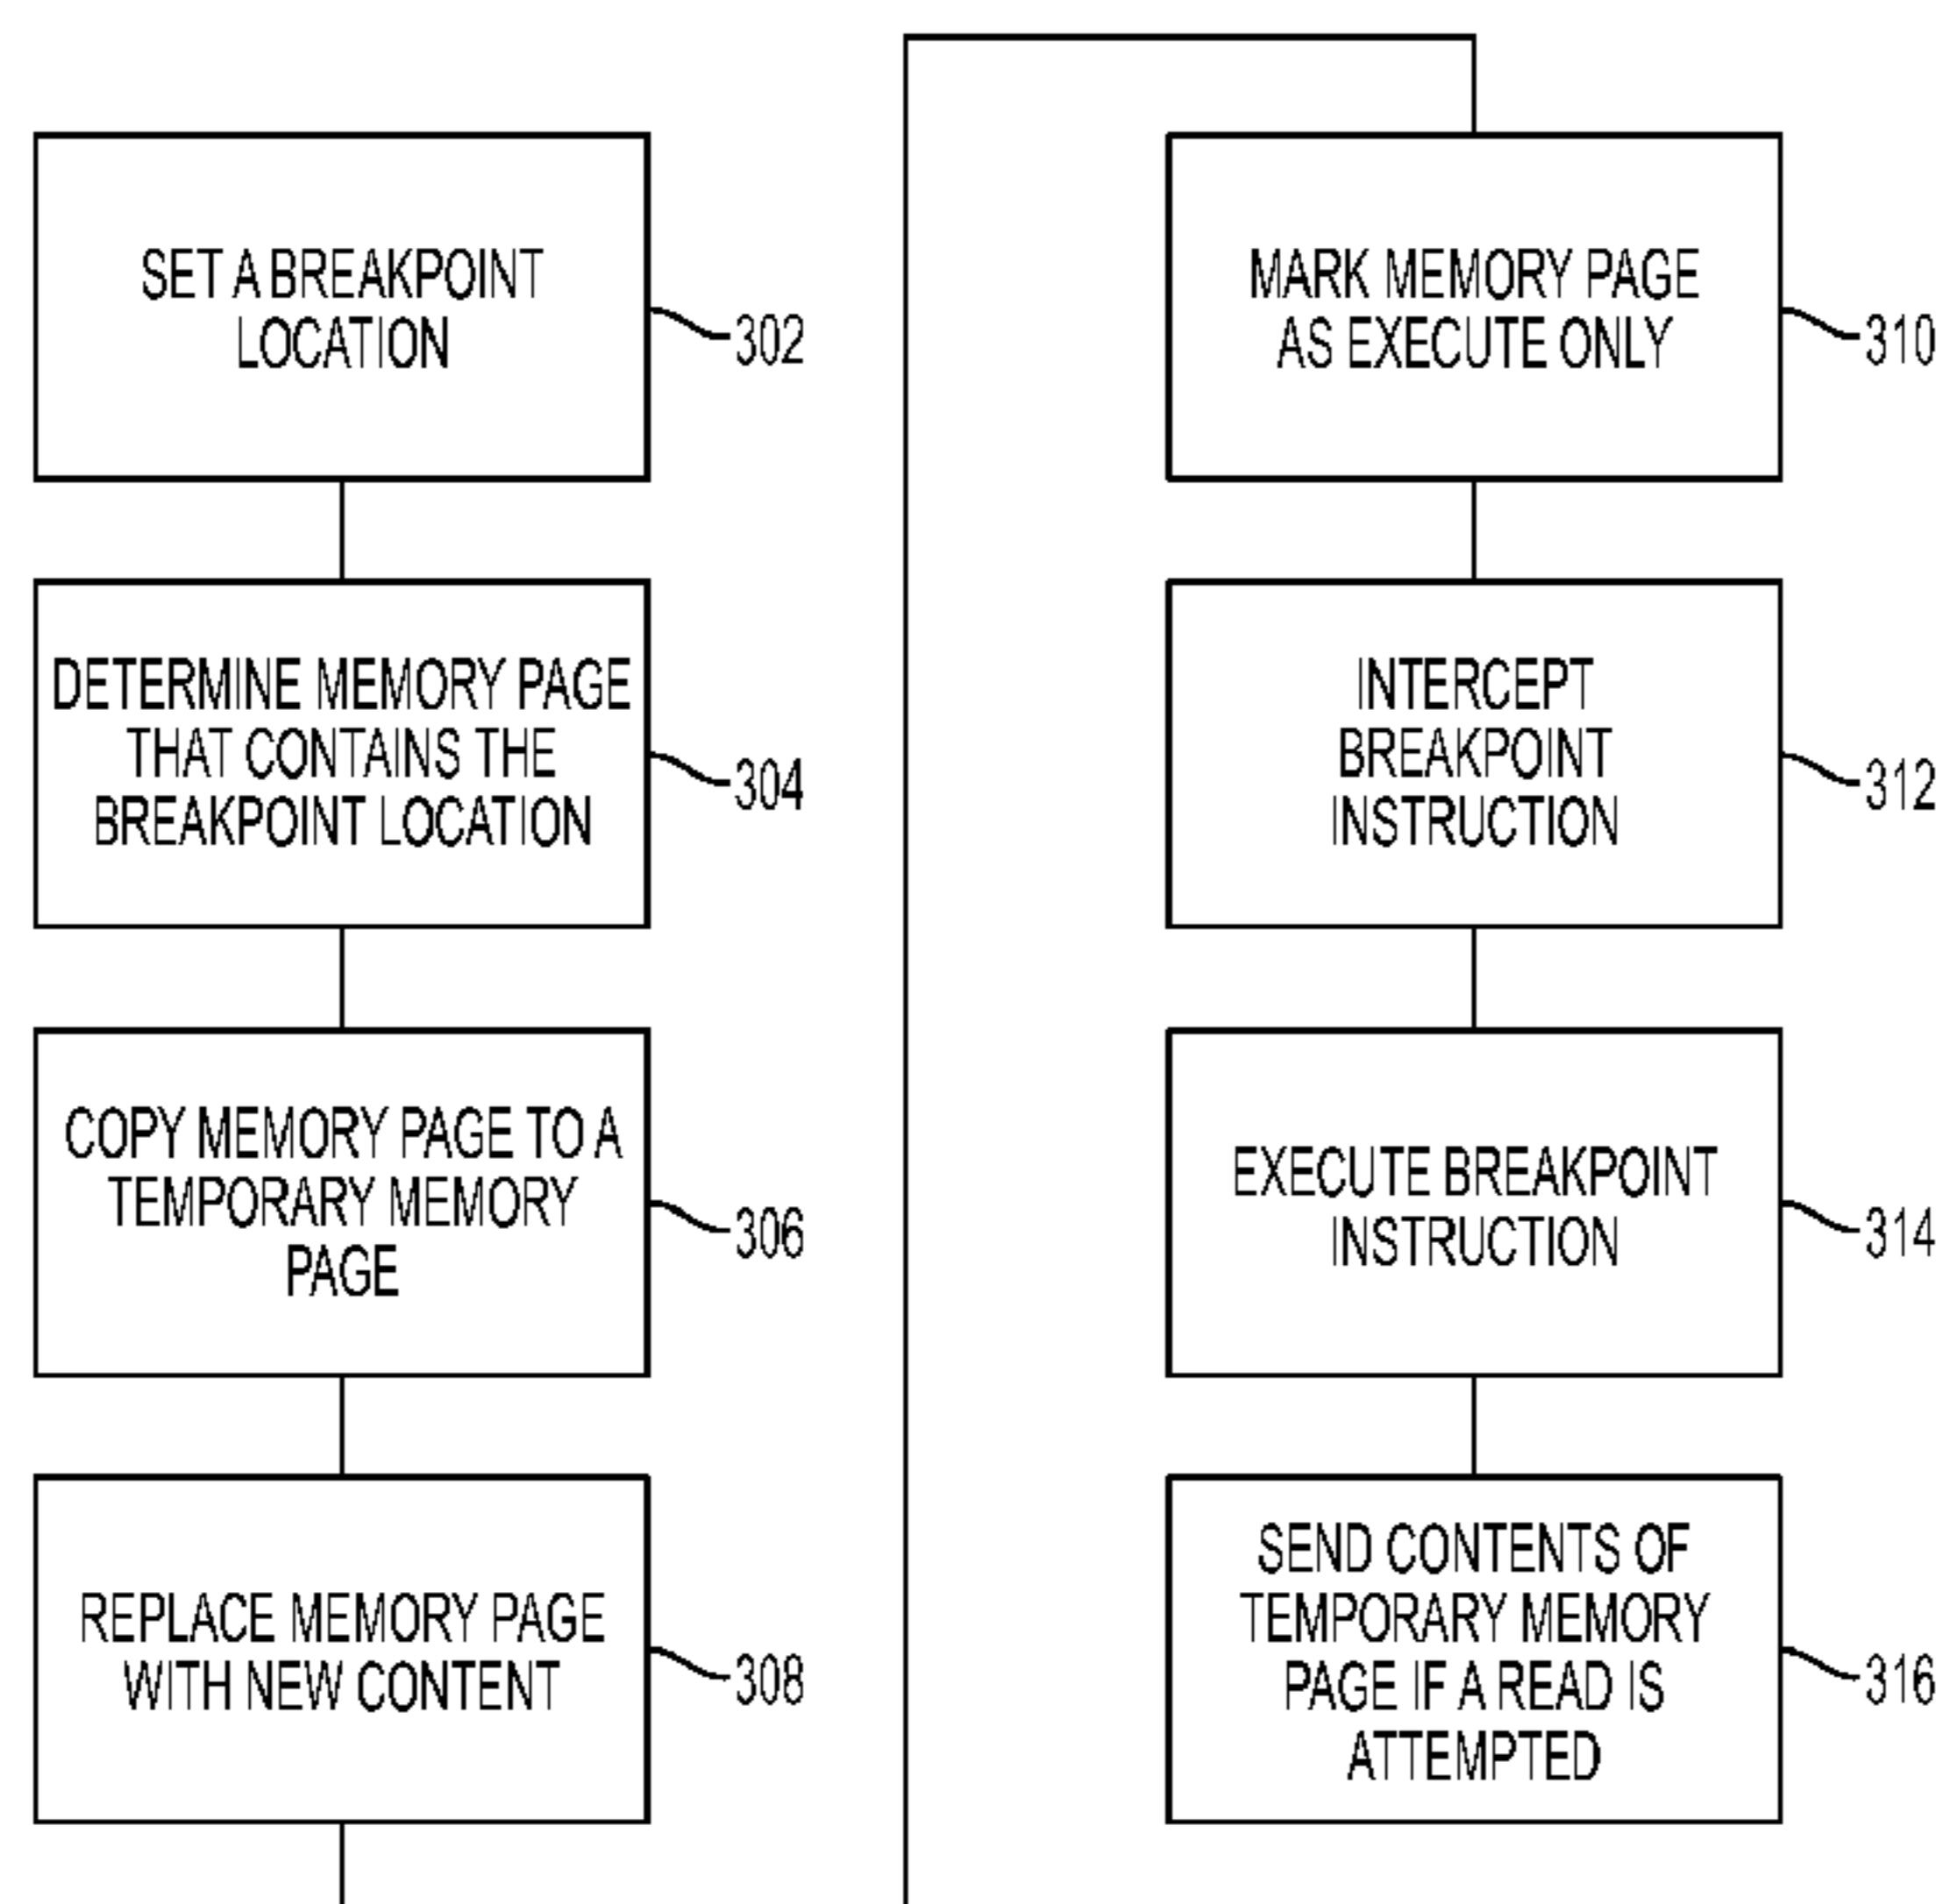 SET A BREAKPOINT
LOCATION
302
DETERMINE MEMORY PAGE
THAT CONTAINS THE
BREAKPOINT LOCATION
304
COPY MEMORY PAGE TO A
TEMPORARY MEMORY
PAGE
306
REPLACE MEMORY PAGE
WITH NEW CONTENT
308
MARK MEMORY PAGE
AS EXECUTE ONLY
310
INTERCEPT
BREAKPOINT
INSTRUCTION
312
EXECUTE BREAKPOINT
INSTRUCTION
314
SEND CONTENTS OF
TEMPORARY MEMORY
PAGE IF A READ IS
ATTEMPTED
316